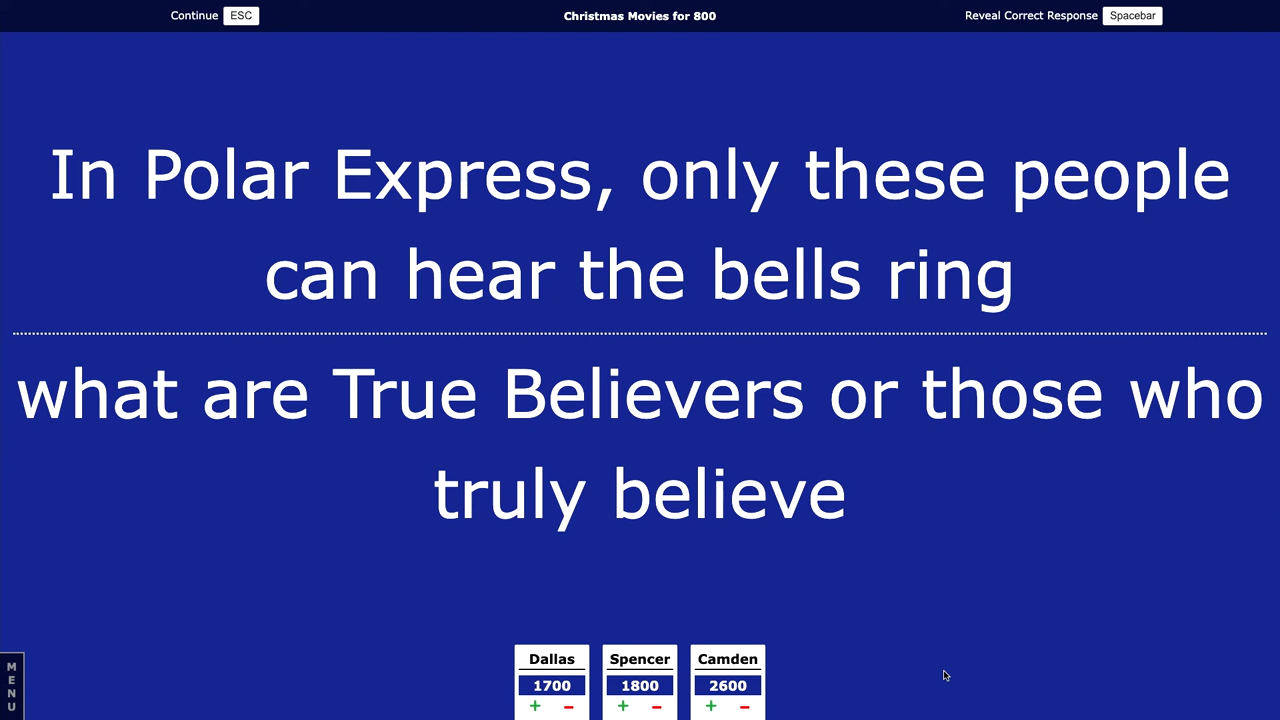 Continue ESC
Christmas Movies for 800
Reveal Correct Response Spacebar
In Polar Express, only these people
can hear the bells ring
what are True Believers or those who
truly believe
MENU
Dallas
1700
+ −
Spencer
1800
+ −
Camden
2600
+ −